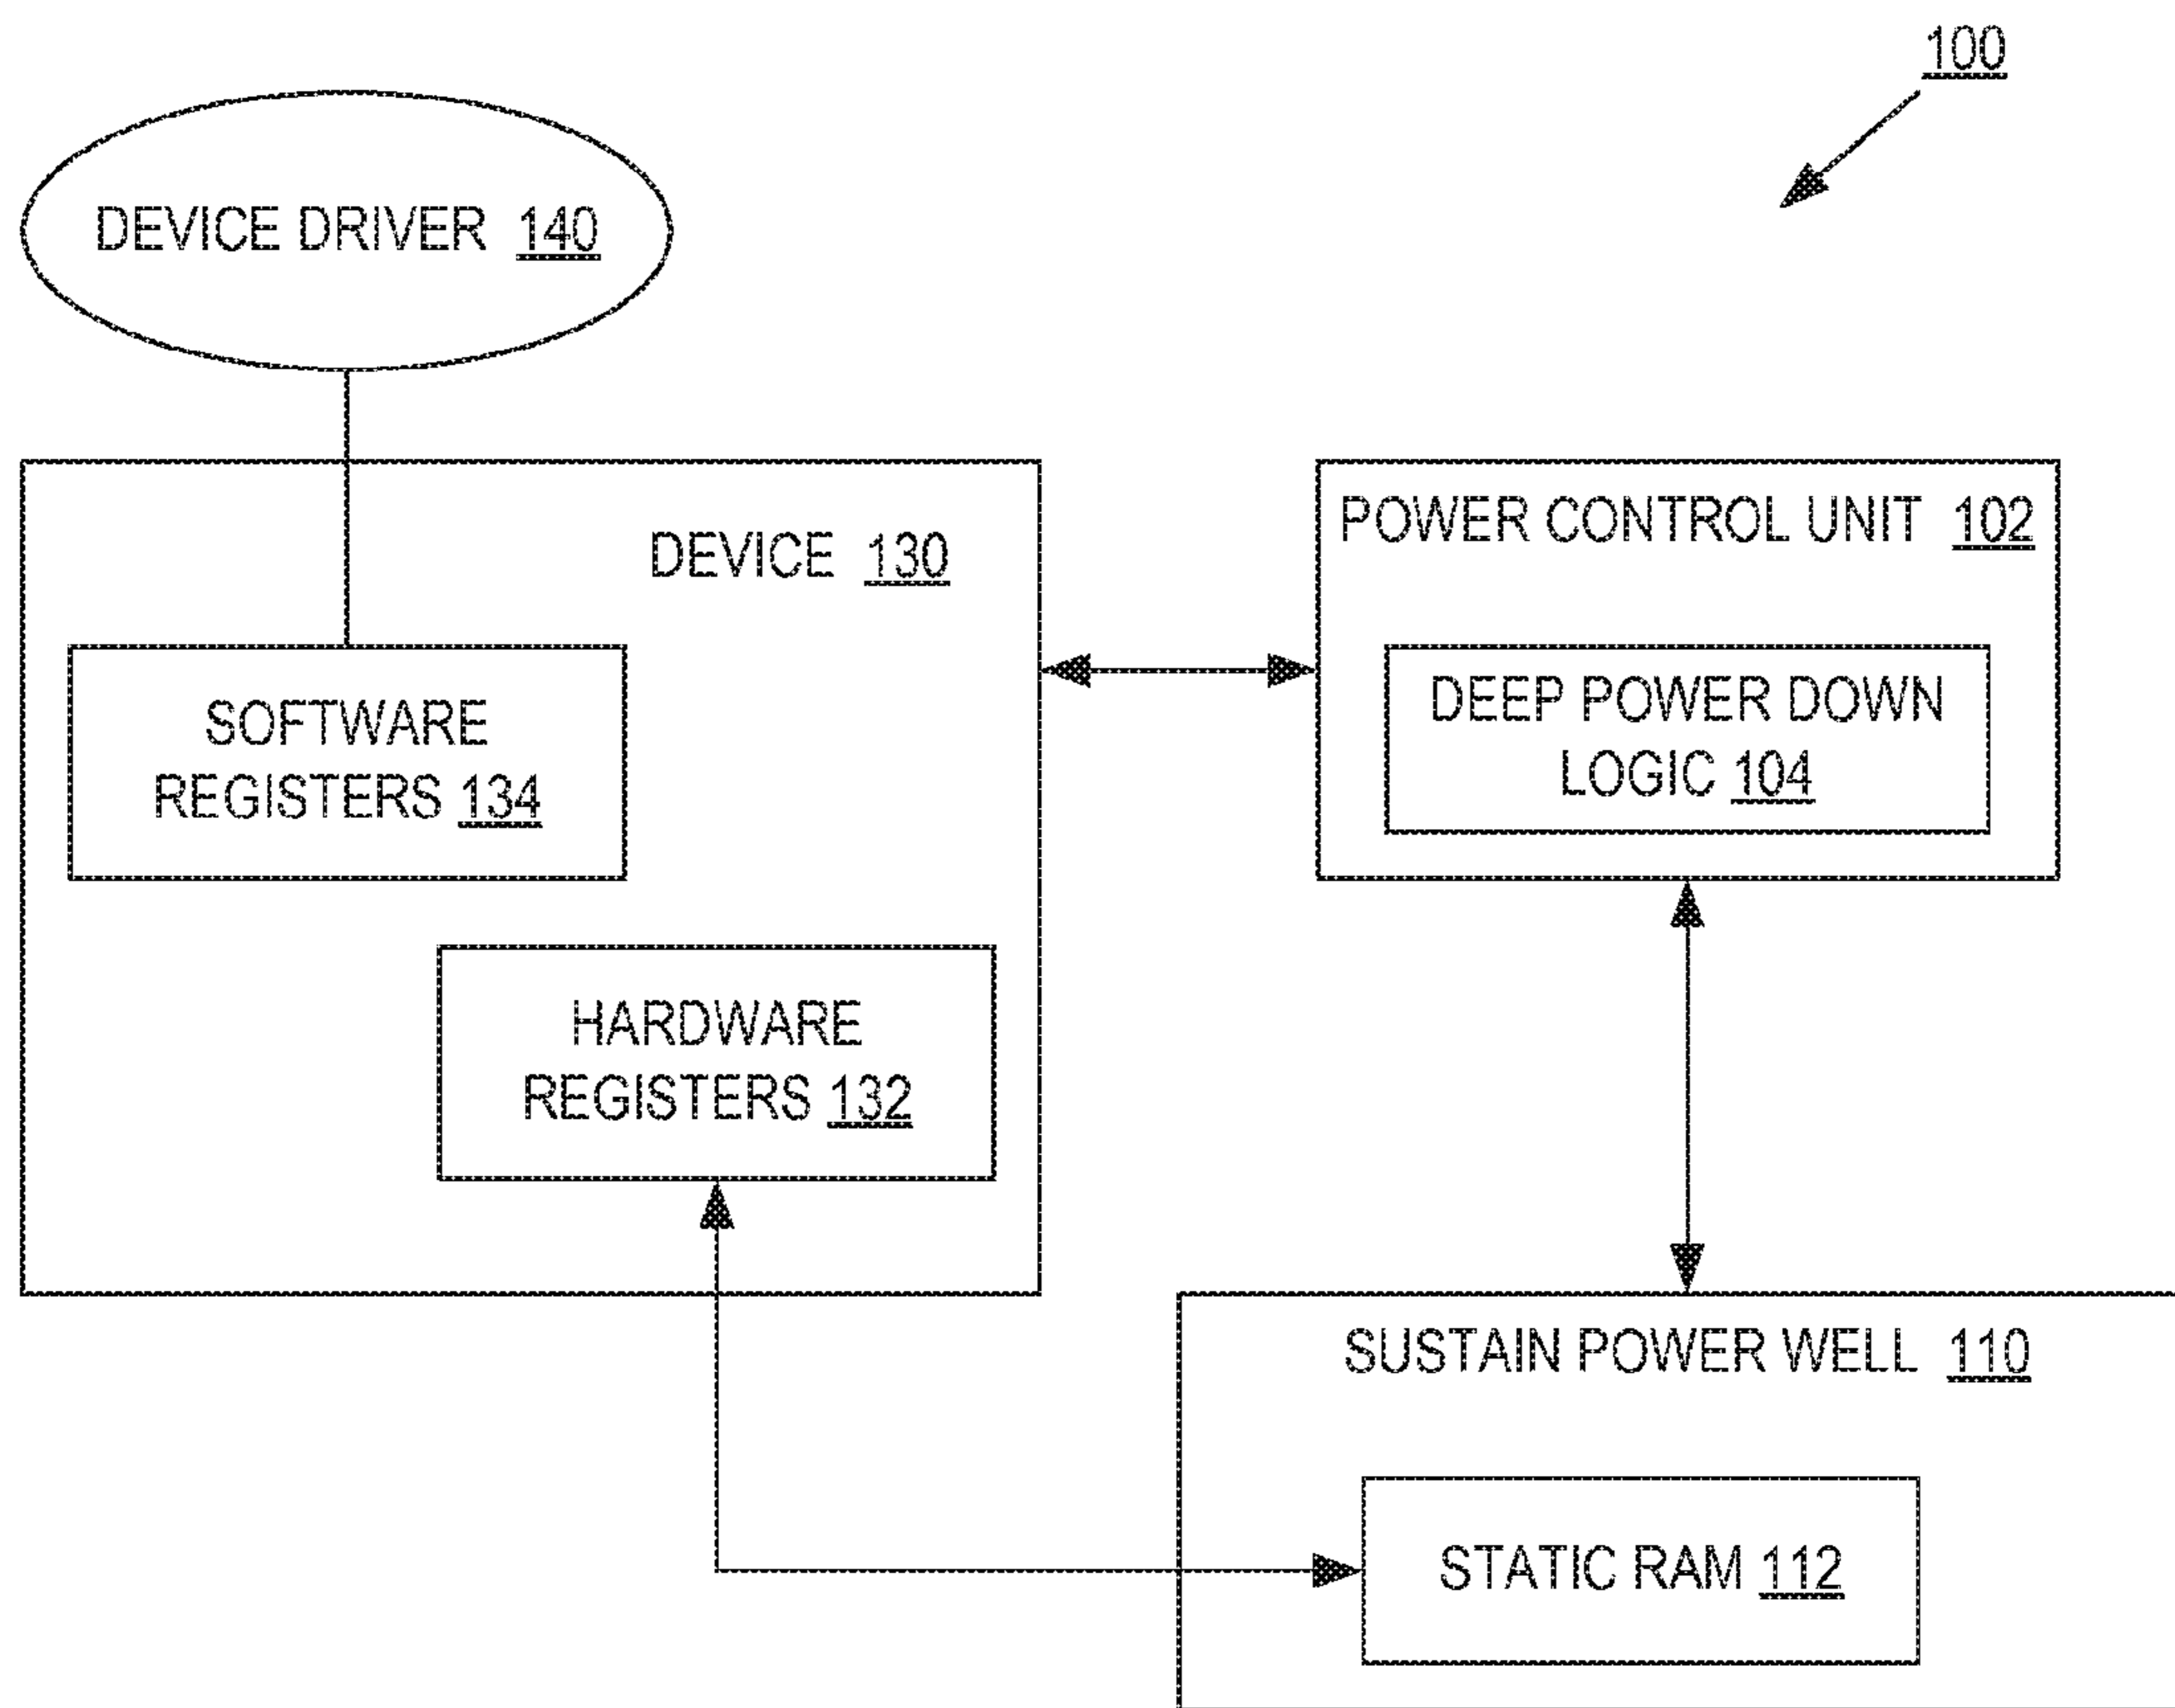 100
DEVICE DRIVER 140
DEVICE 130
POWER CONTROL UNIT 102
SOFTWARE
REGISTERS 134
DEEP POWER DOWN
LOGIC 104
HARDWARE
REGISTERS 132
SUSTAIN POWER WELL 110
STATIC RAM 112